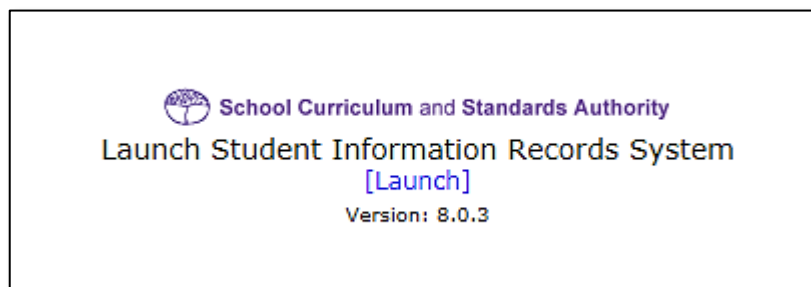 School Curriculum and Standards Authority
Launch Student Information Records System
[Launch]
Version: 8.0.3